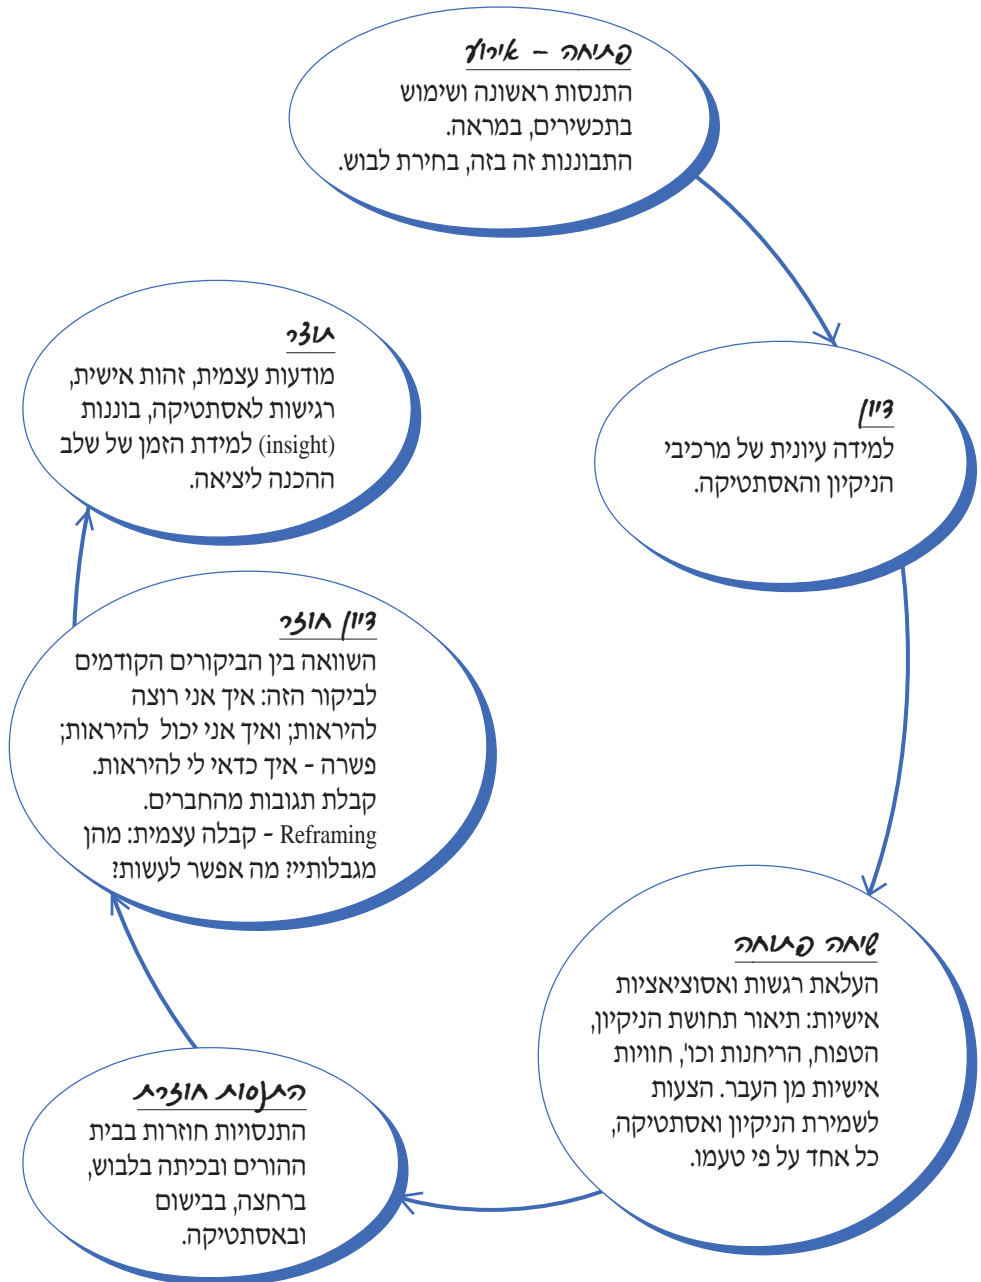 פתיחה – אירוע
התנסות ראשונה ושימוש
בתכשירים, במראה.
התבוננות זה בזה, בחירת לבוש.
דיון
למידה עיונית של מרכיבי
הניקיון והאסתטיקה.
שיחה פתוחה
העלאת רגשות ואסוציאציות
אישיות: תיאור תחושת הניקיון,
הטפוח, הריחנות וכו', חוויות
אישיות מן העבר. הצעות
לשמירת הניקיון ואסתטיקה,
כל אחד על פי טעמו.
התנסות חוזרת
התנסויות חוזרות בבית
ההורים ובכיתה בלבוש,
ברחצה, בבישום
ובאסתטיקה.
דיון חוזר
השוואה בין הביקורים הקודמים
לביקור הזה: איך אני רוצה
להיראות; ואיך אני יכול להיראות;
פשרה - איך כדאי לי להיראות.
קבלת תגובות מהחברים.
Reframing - קבלה עצמית: מהן
מגבלותיי? מה אפשר לעשות?
תוצר
מודעות עצמית, זהות אישית,
רגישות לאסתטיקה, בוננות
(insight) למידת הזמן של שלב
ההכנה ליציאה.